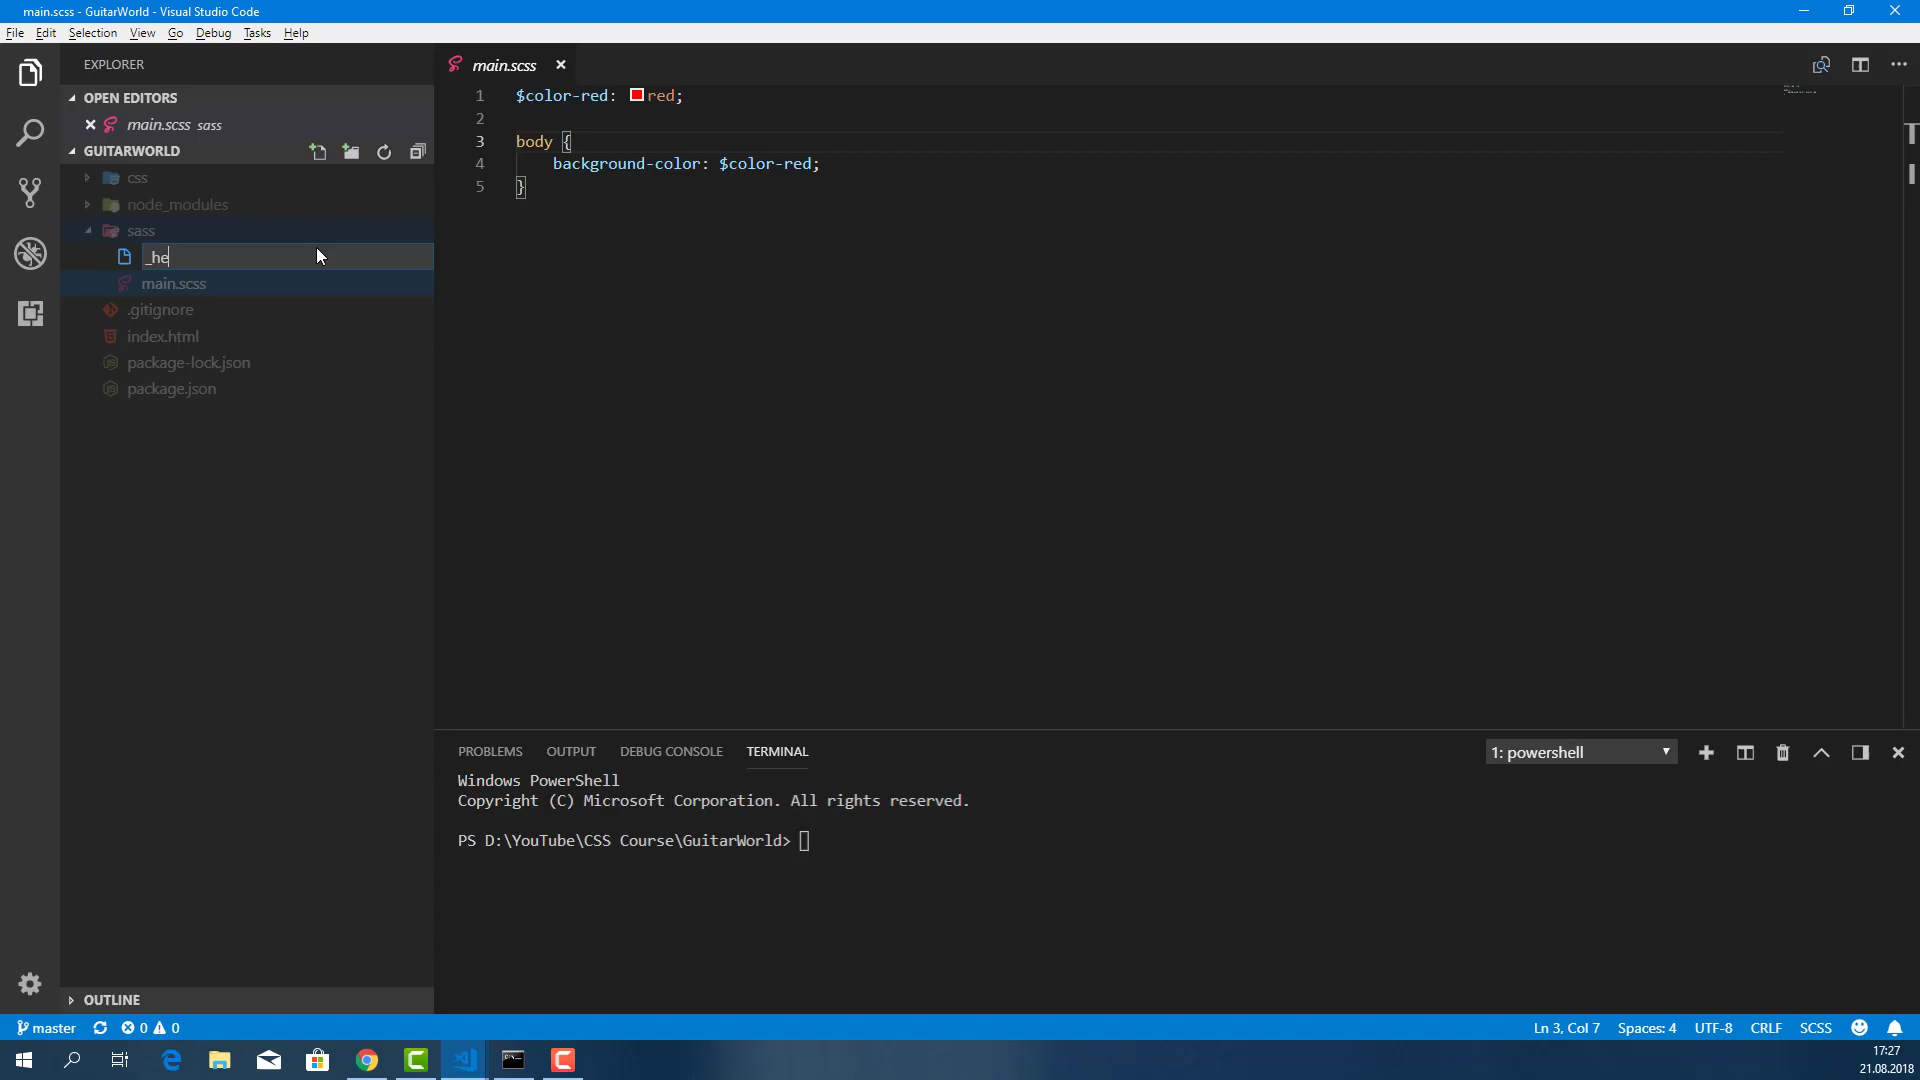 main.scss - GuitarWorld - Visual Studio Code
File Edit Selection View Go Debug Tasks Help
EXPLORER
OPEN EDITORS
main.scss sass
GUITARWORLD
css
node_modules
sass
_he
main.scss
.gitignore
index.html
package-lock.json
package.json
OUTLINE
main.scss
1 $color-red: red;
2
3 body {
4 background-color: $color-red;
5 }
PROBLEMS OUTPUT DEBUG CONSOLE TERMINAL
1: powershell
Windows PowerShell
Copyright (C) Microsoft Corporation. All rights reserved.
PS D:\YouTube\CSS Course\GuitarWorld>
master 0 0
Ln 3, Col 7 Spaces: 4 UTF-8 CRLF SCSS
17:27
21.08.2018